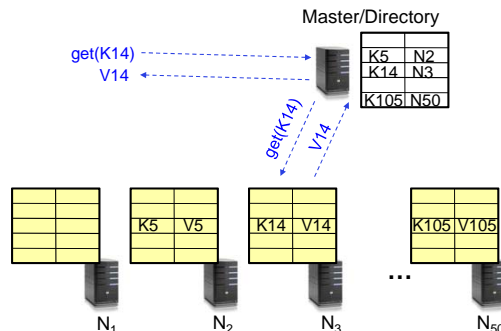 Master/Directory
get(K14)
V14
K5 N2
K14 N3
K105 N50
get(K14)
V14
K5 V5
K14 V14
K105 V105
...
N1
N2
N3
N50